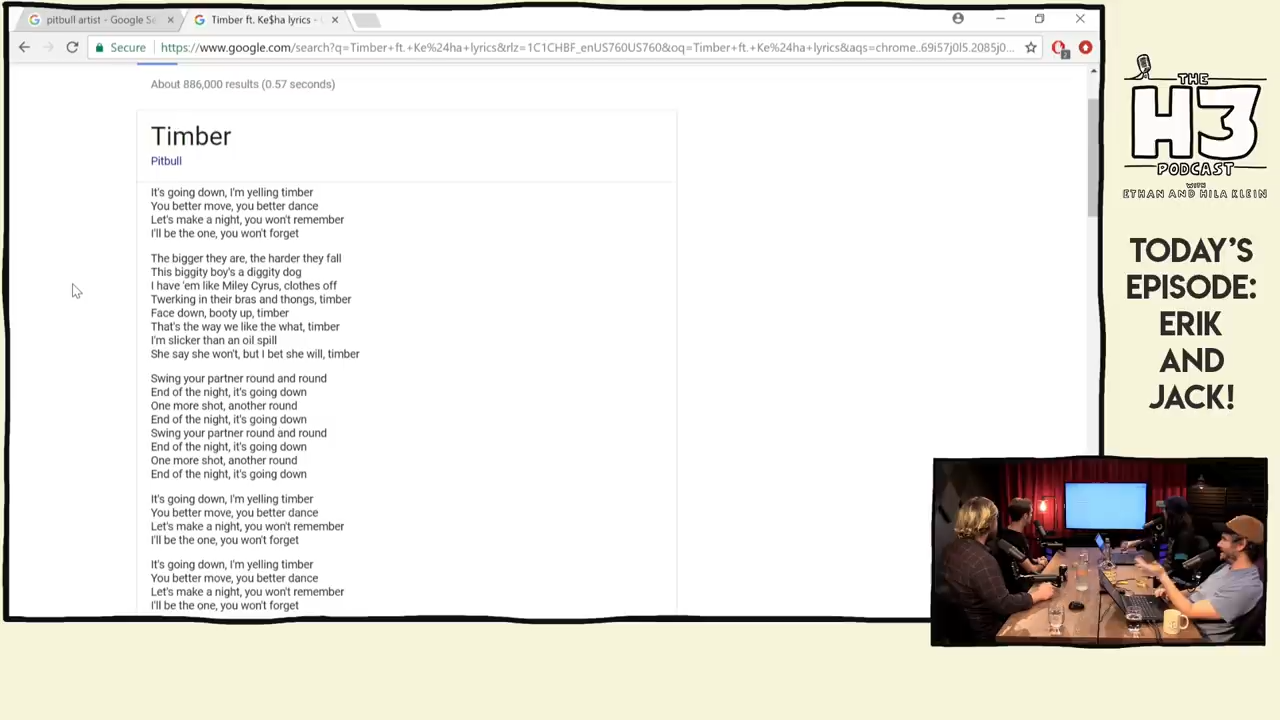 pitbull artist - Google Se
Timber ft. Ke$ha lyrics -
Secure
https://www.google.com/search?q=Timber+ft.+Ke%24ha+lyrics&rlz=1C1CHBF_enUS760US760&oq=Timber+ft.+Ke%24ha+lyrics&aqs=chrome..69i57j0l5.2085j0...
2
About 886,000 results (0.57 seconds)
Timber
Pitbull
It's going down, I'm yelling timber
You better move, you better dance
Let's make a night, you won't remember
I'll be the one, you won't forget
The bigger they are, the harder they fall
This biggity boy's a diggity dog
I have 'em like Miley Cyrus, clothes off
Twerking in their bras and thongs, timber
Face down, booty up, timber
That's the way we like the what, timber
I'm slicker than an oil spill
She say she won't, but I bet she will, timber
Swing your partner round and round
End of the night, it's going down
One more shot, another round
End of the night, it's going down
Swing your partner round and round
End of the night, it's going down
One more shot, another round
End of the night, it's going down
It's going down, I'm yelling timber
You better move, you better dance
Let's make a night, you won't remember
I'll be the one, you won't forget
It's going down, I'm yelling timber
You better move, you better dance
Let's make a night, you won't remember
I'll be the one, you won't forget
THE
H3
PODCAST
WITH
ETHAN AND HILA KLEIN
TODAY'S
EPISODE:
ERIK
AND
JACK!